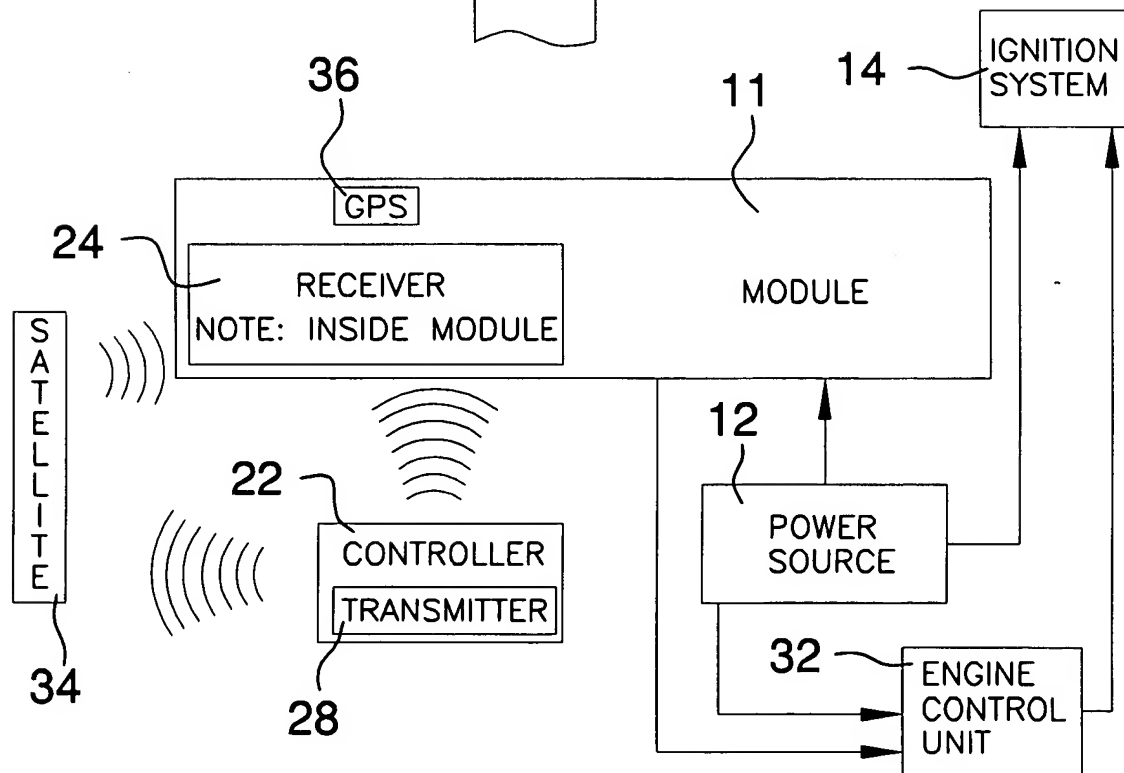 IGNITION
SYSTEM
14
36
11
GPS
24
RECEIVER
NOTE: INSIDE MODULE
MODULE
SATELLITE
12
22
POWER
SOURCE
CONTROLLER
TRANSMITTER
32
34
28
ENGINE
CONTROL
UNIT